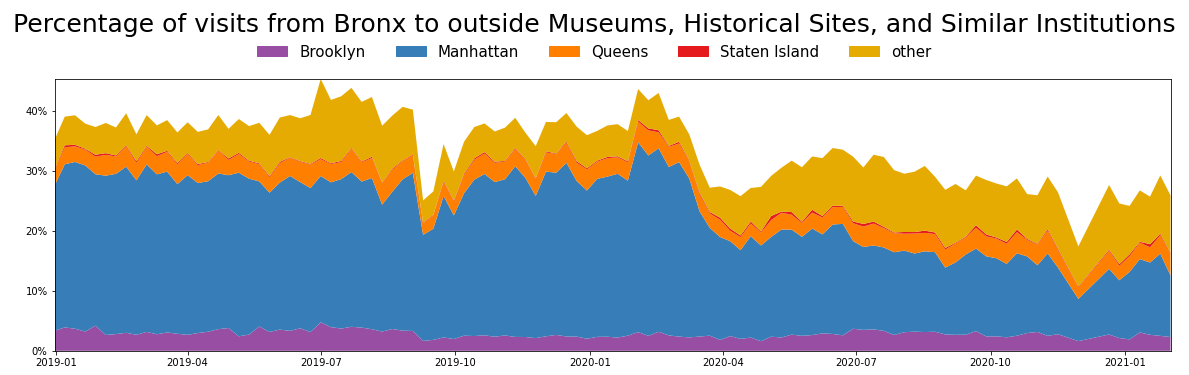 Percentage of visits from Bronx to outside Museums, Historical Sites, and Similar Institutions
Brooklyn Manhattan Queens Staten Island other
40%
30%
20%
10%
0%
2019-01 2019-04 2019-07 2019-10 2020-01 2020-04 2020-07 2020-10 2021-01